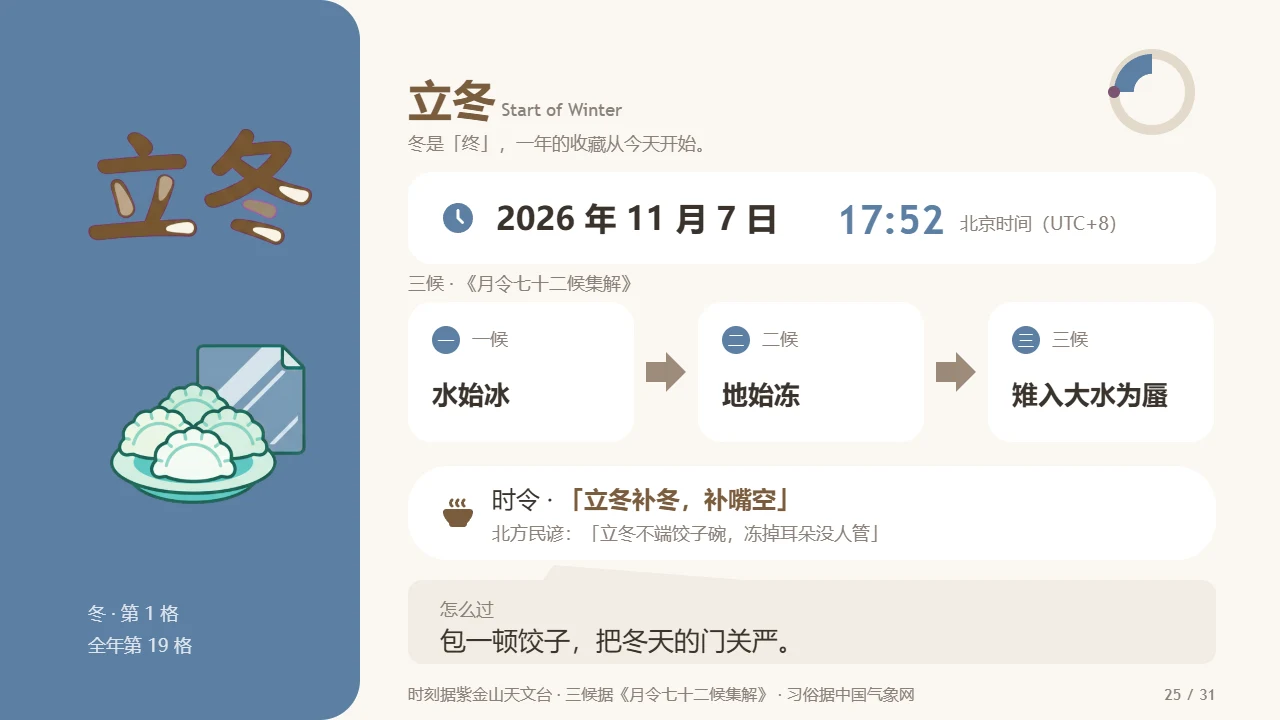 立冬
冬·第 1 格
全年第 19 格
立冬 Start of Winter
冬是「终」，一年的收藏从今天开始。
2026 年 11 月 7 日 17:52 北京时间（UTC+8）
三候·《月令七十二候集解》
一 一候
水始冰
二 二候
地始冻
三 三候
雉入大水为蜃
时令·「立冬补冬，补嘴空」
北方民谚：「立冬不端饺子碗，冻掉耳朵没人管」
怎么过
包一顿饺子，把冬天的门关严。
时刻据紫金山天文台·三候据《月令七十二候集解》·习俗据中国气象网
25 / 31